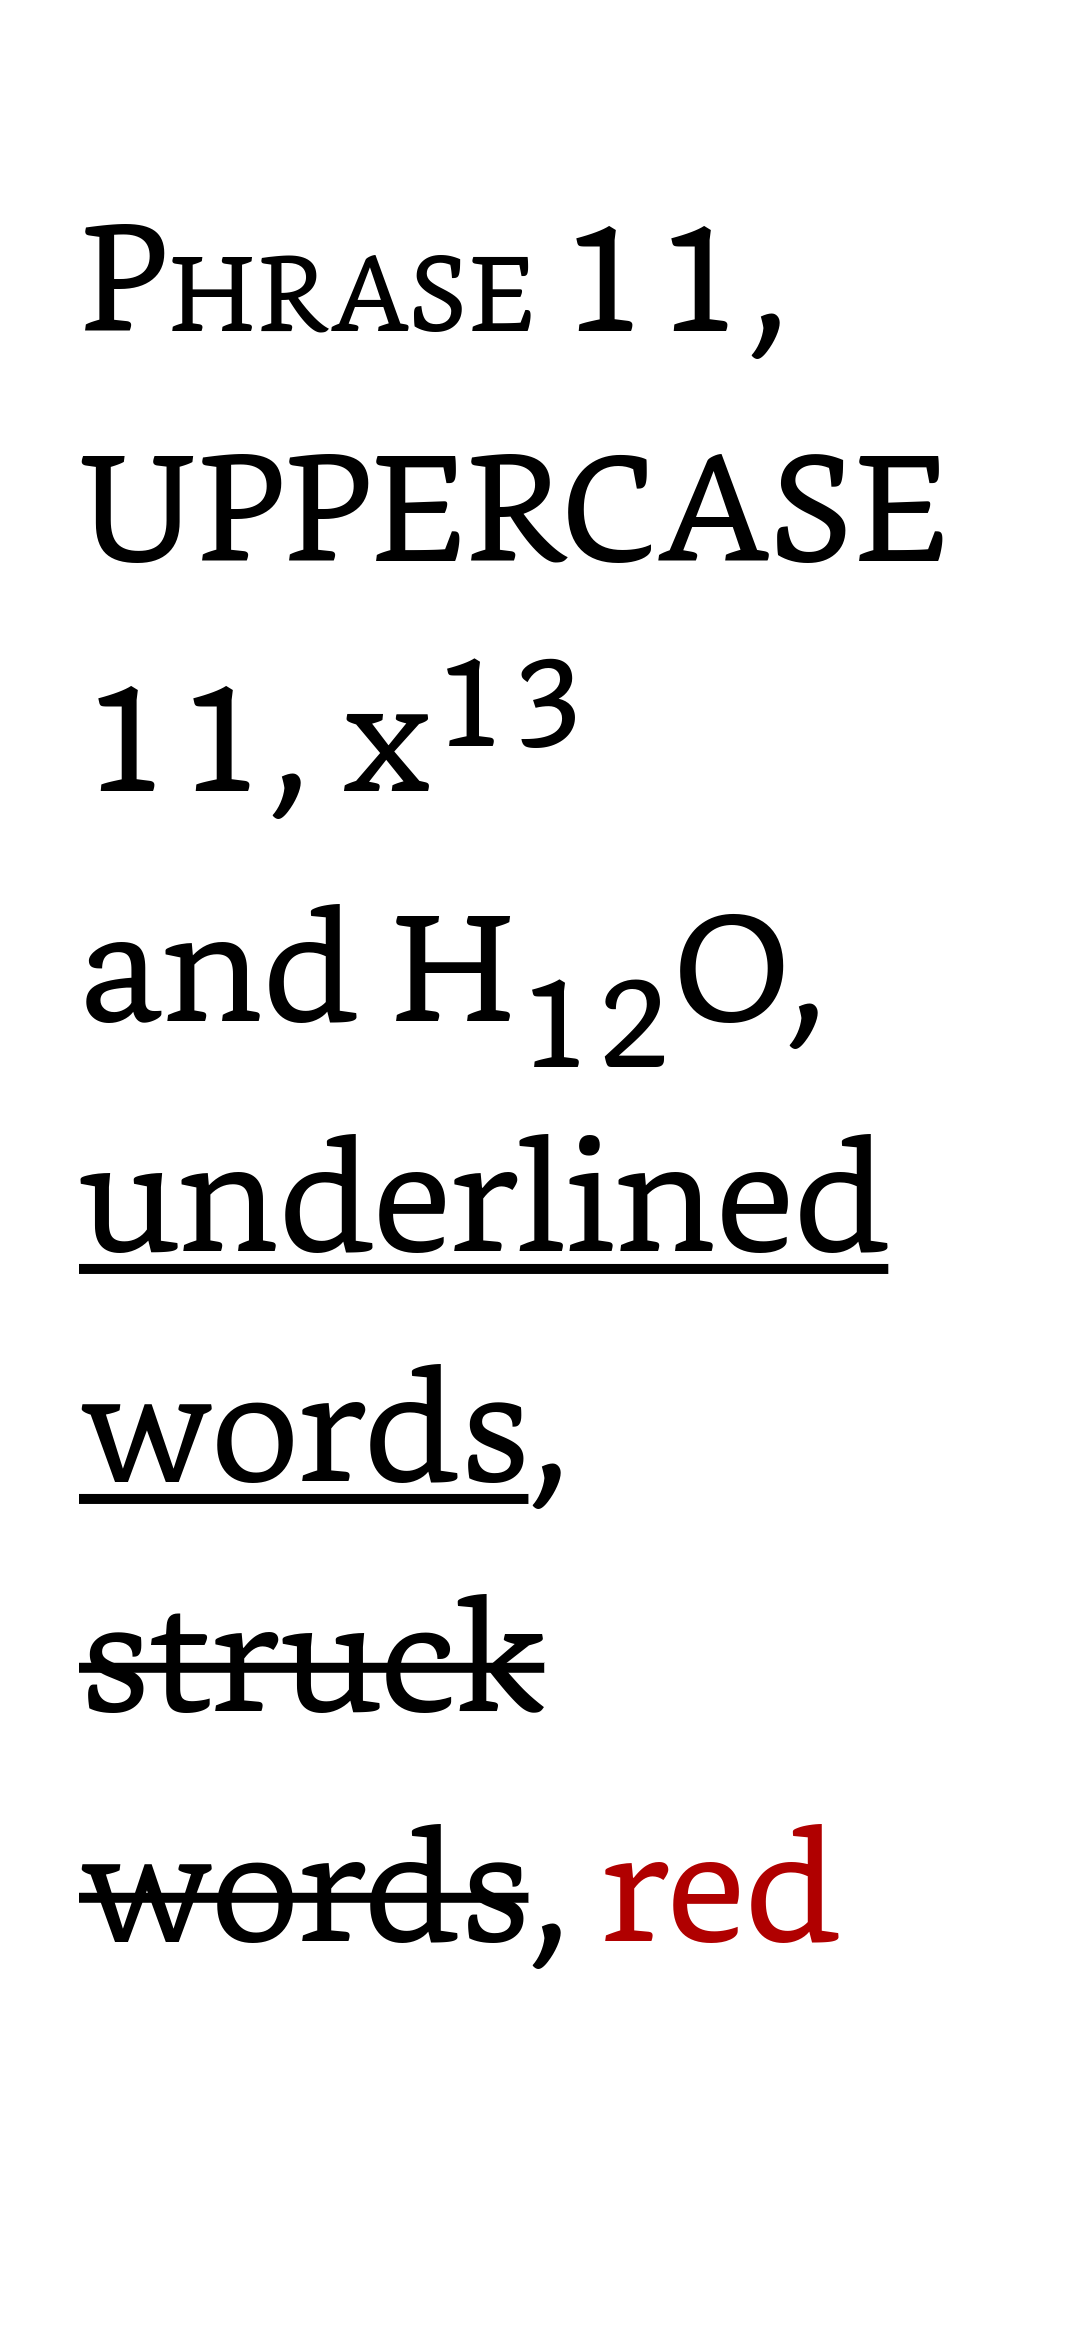 Phrase 11,
UPPERCASE
11, x¹³
and H₁₂O,
underlined
words,
struck
words, red